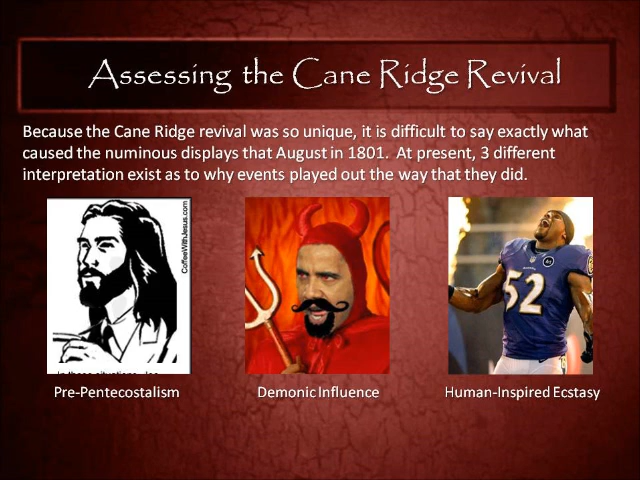 Assessing the Cane Ridge Revival
Because the Cane Ridge revival was so unique, it is difficult to say exactly what
caused the numinous displays that August in 1801. At present, 3 different
interpretation exist as to why events played out the way that they did.
CoffeeWithJesus.com
52
Pre-Pentecostalism
Demonic Influence
Human-Inspired Ecstasy